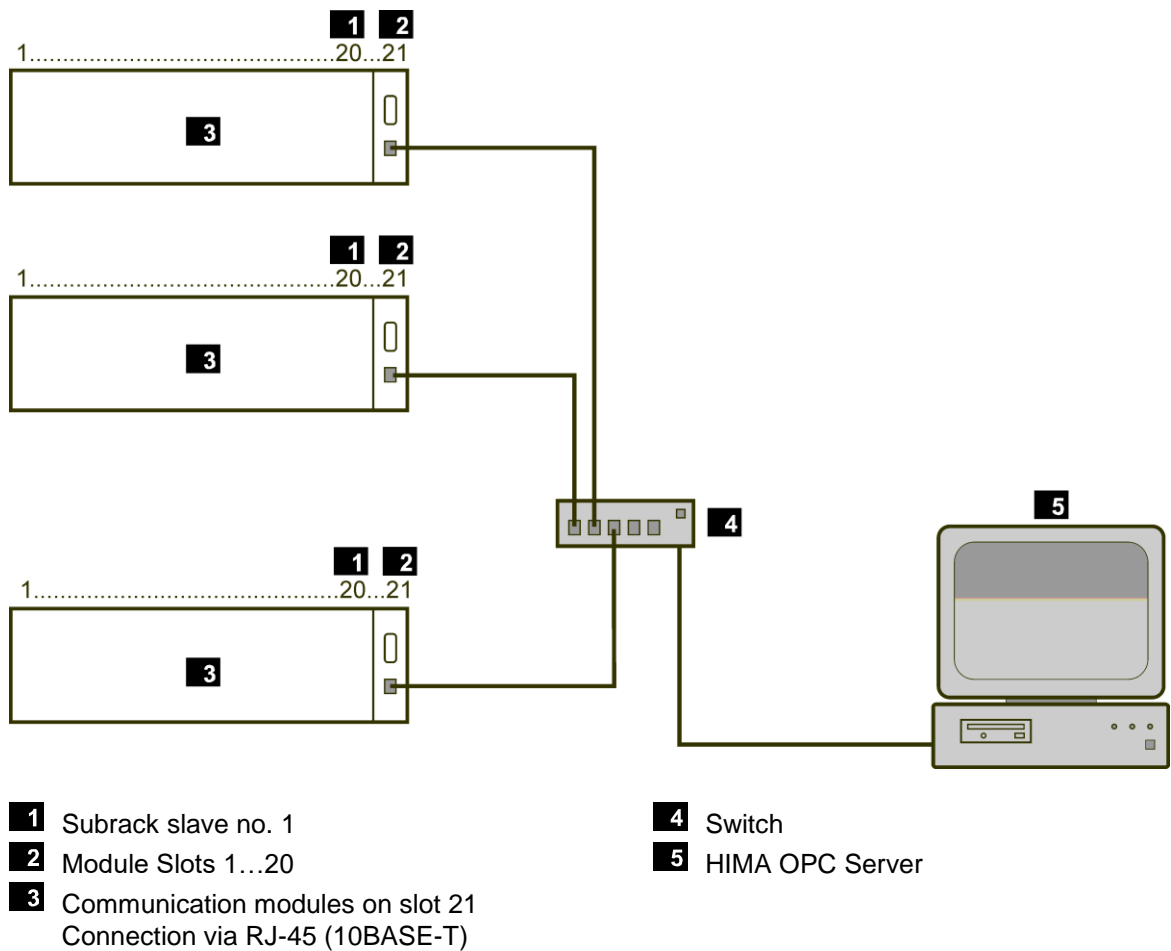 1 2
1............................................20...21
3
1 2
1............................................20...21
3
4
5
1 2
1............................................20...21
3
1 Subrack slave no. 1
2 Module Slots 1…20
3 Communication modules on slot 21
Connection via RJ-45 (10BASE-T)
4 Switch
5 HIMA OPC Server